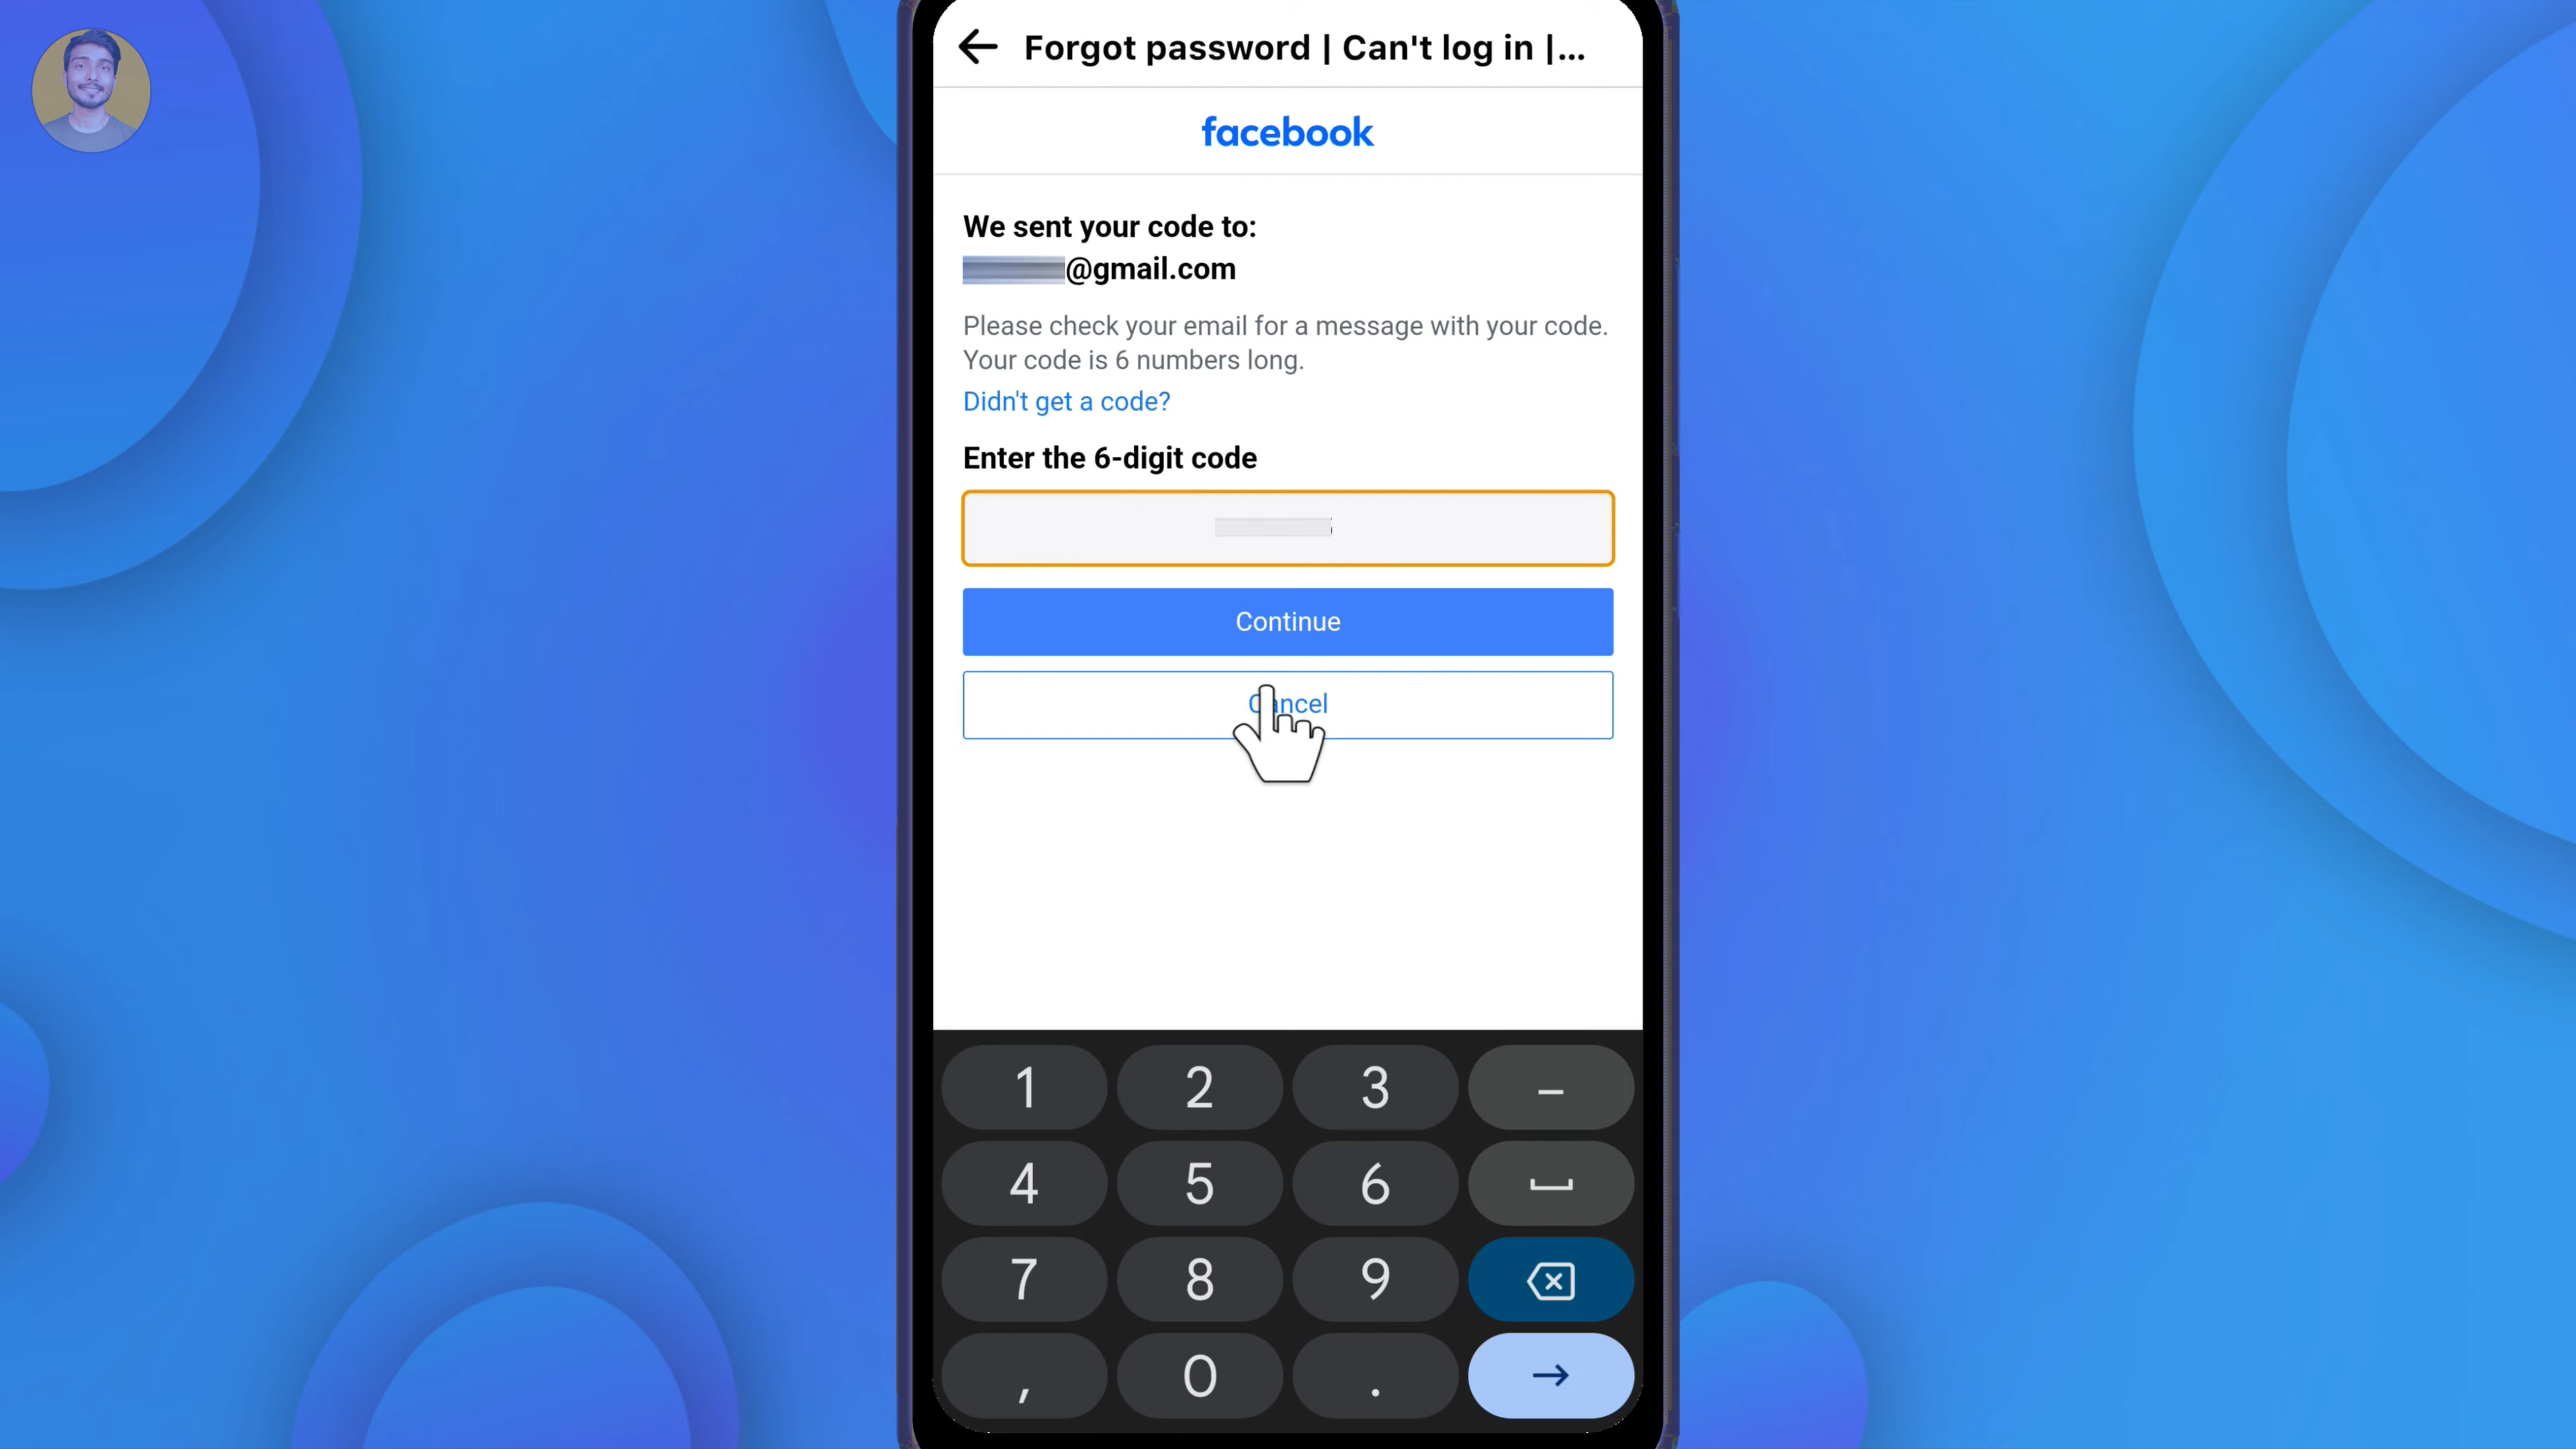 Forgot password | Can't log in |...
facebook
We sent your code to:
@gmail.com
Please check your email for a message with your code.
Your code is 6 numbers long.
Didn't get a code?
Enter the 6-digit code
Continue
Cancel
1 2 3 –
4 5 6
7 8 9
, 0 .